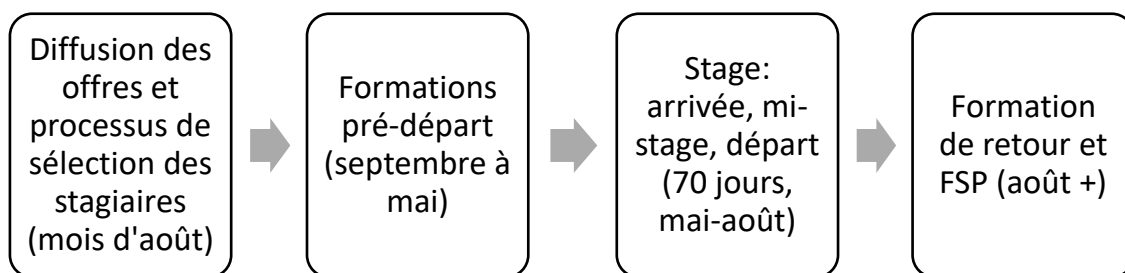 Diffusion des
offres et
processus de
sélection des
stagiaires
(mois d'août)
Formations
pré-départ
(septembre à
mai)
Stage:
arrivée, mi-
stage, départ
(70 jours,
mai-août)
Formation
de retour et
FSP (août +)